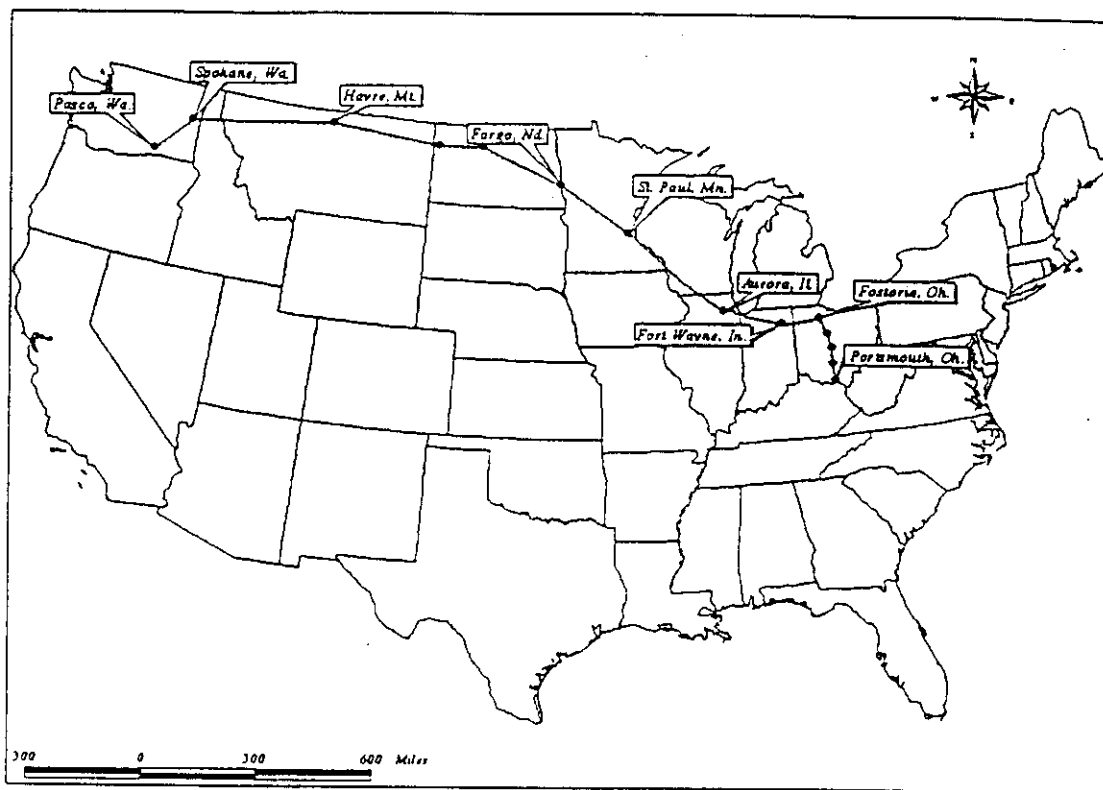 Spokane, Wa
Pasco, Wa.
Havre, Mt.
Fargo, Nd.
St. Paul, Mn.
Aurora, Il
Fostoria, Oh.
Fort Wayne, In.
Portsmouth, Oh.
N
W
E
S
300 0 300 600 Miles